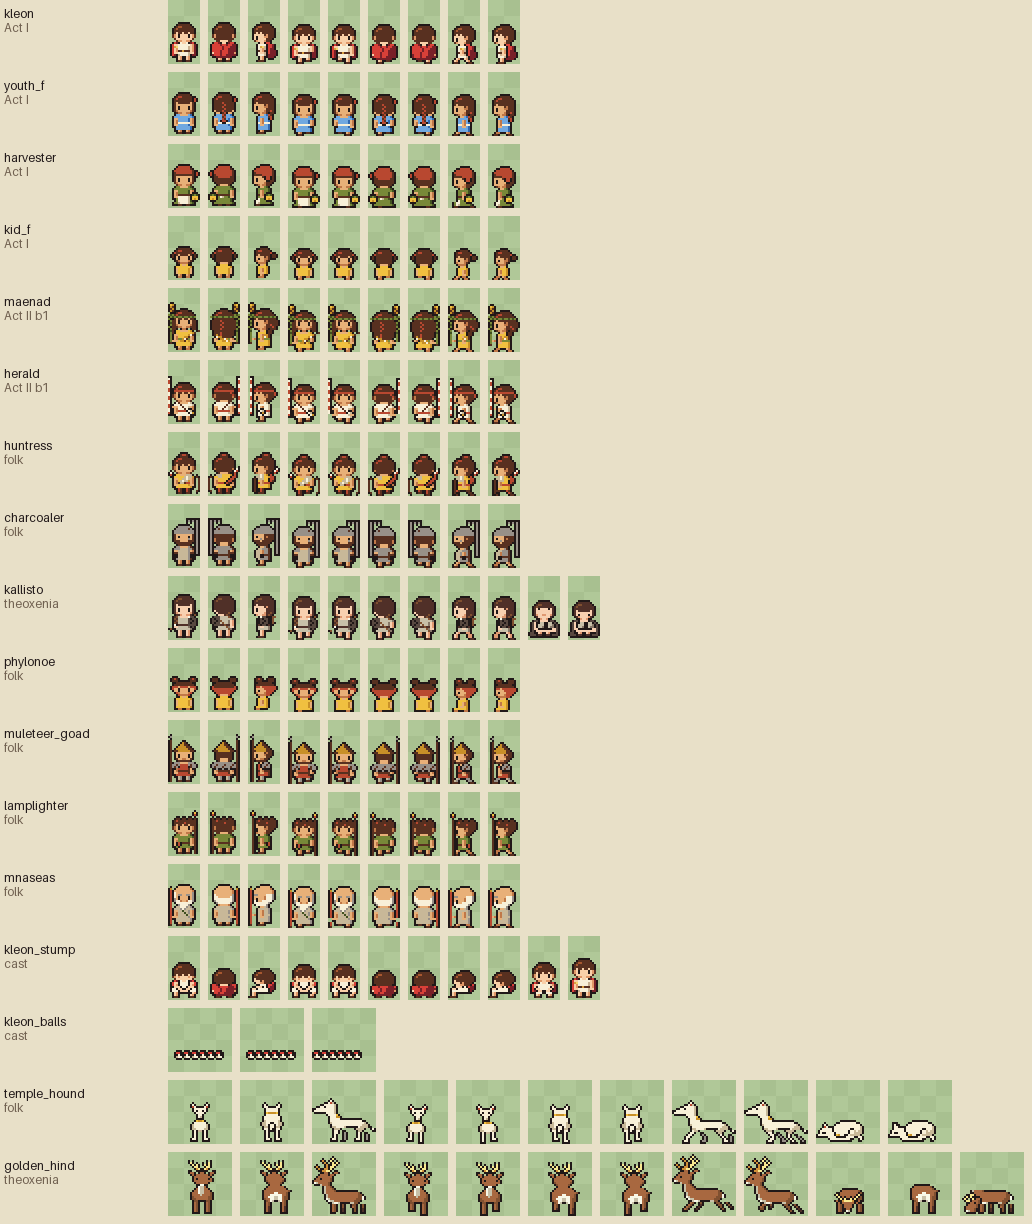 kleon
Act I
youth_f
Act I
harvester
Act I
kid_f
Act I
maenad
Act II b1
herald
Act II b1
huntress
folk
charcoaler
folk
kallisto
theoxenia
phylonoe
folk
muleteer_goad
folk
lamplighter
folk
mnaseas
folk
kleon_stump
cast
kleon_balls
cast
temple_hound
folk
golden_hind
theoxenia